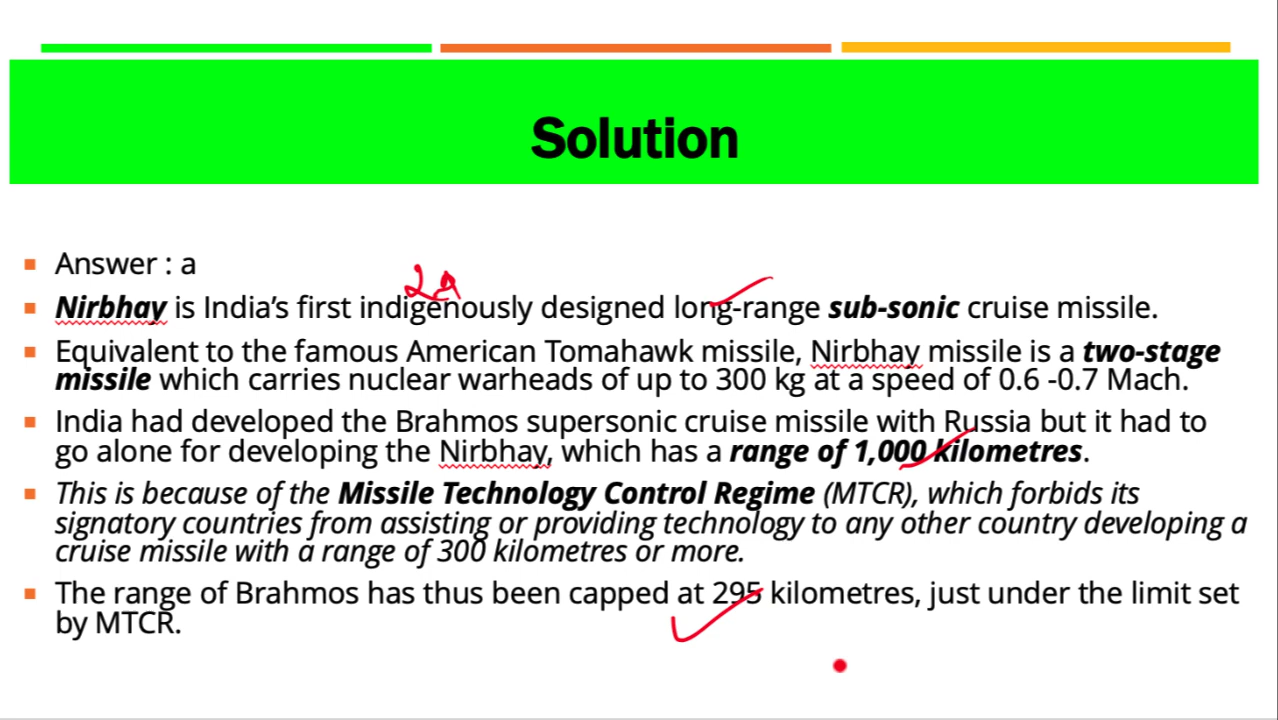 Solution
Answer : a
Nirbhay is India’s first indigenously designed long-range sub-sonic cruise missile.
Equivalent to the famous American Tomahawk missile, Nirbhay missile is a two-stage
missile which carries nuclear warheads of up to 300 kg at a speed of 0.6 -0.7 Mach.
India had developed the Brahmos supersonic cruise missile with Russia but it had to
go alone for developing the Nirbhay, which has a range of 1,000 kilometres.
This is because of the Missile Technology Control Regime (MTCR), which forbids its
signatory countries from assisting or providing technology to any other country developing a
cruise missile with a range of 300 kilometres or more.
The range of Brahmos has thus been capped at 295 kilometres, just under the limit set
by MTCR.